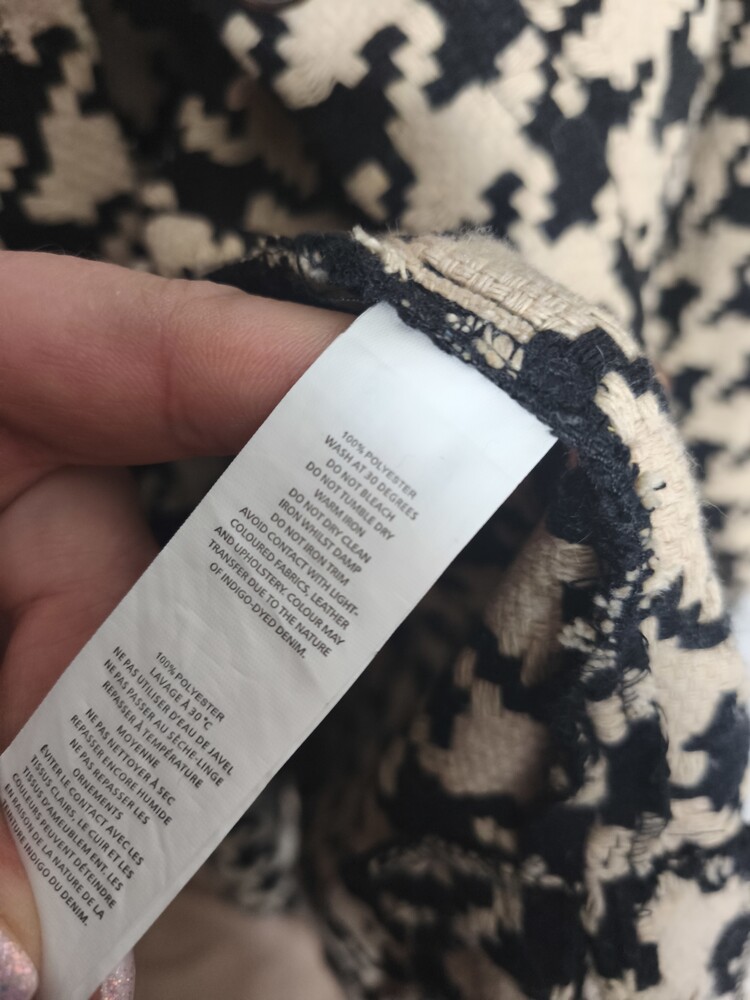 100% POLYESTER
WASH AT 30 DEGREES
DO NOT BLEACH
DO NOT TUMBLE DRY
WARM IRON
DO NOT DRY CLEAN
IRON WHILST DAMP
DO NOT IRON TRIM
AVOID CONTACT WITH LIGHT-
COLOURED FABRICS, LEATHER
AND UPHOLSTERY. COLOUR MAY
TRANSFER DUE TO THE NATURE
OF INDIGO-DYED DENIM.
100% POLYESTER
LAVAGE À 30°C
NE PAS UTILISER D'EAU DE JAVEL
NE PAS PASSER AU SÈCHE-LINGE
REPASSER À TEMPÉRATURE
MOYENNE
NE PAS NETTOYER À SEC
REPASSER ENCORE HUMIDE
NE PAS REPASSER LES
ORNEMENTS
ÉVITER LE CONTACT AVEC LES
TISSUS CLAIRS, LE CUIR ET LES
TISSUS D'AMEUBLEMENT. LES
COULEURS PEUVENT DÉTEINDRE
EN RAISON DE LA NATURE DE LA
TEINTURE INDIGO DU DENIM.